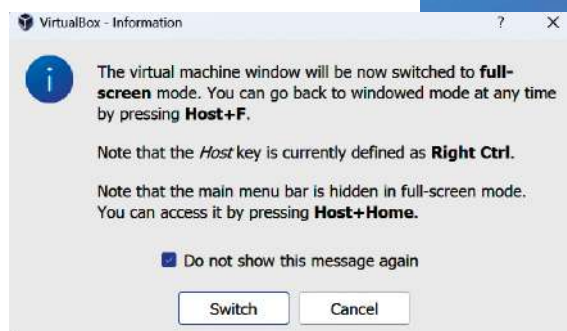 VirtualBox - Information
?
X
i
The virtual machine window will be now switched to full-
screen mode. You can go back to windowed mode at any time
by pressing Host+F.
Note that the Host key is currently defined as Right Ctrl.
Note that the main menu bar is hidden in full-screen mode.
You can access it by pressing Host+Home.
Do not show this message again
Switch
Cancel